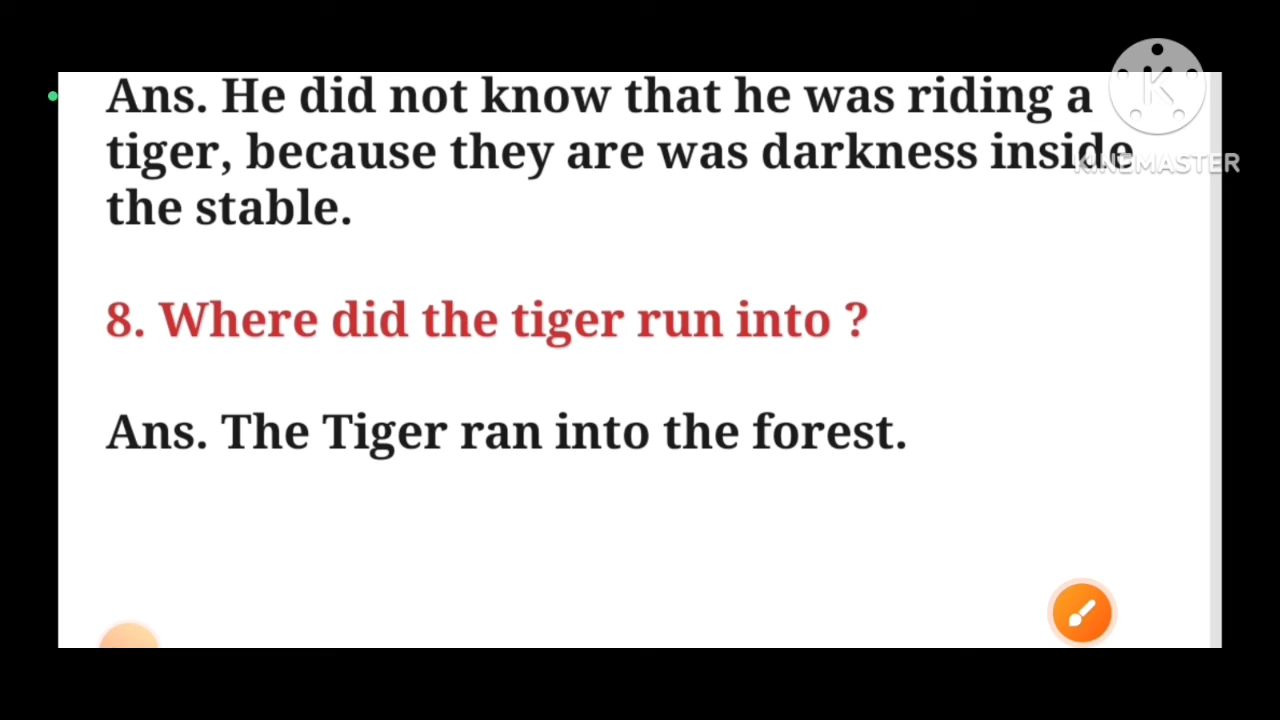 Ans. He did not know that he was riding a
tiger, because they are was darkness inside
the stable.
8. Where did the tiger run into ?
Ans. The Tiger ran into the forest.
K
KINEMASTER